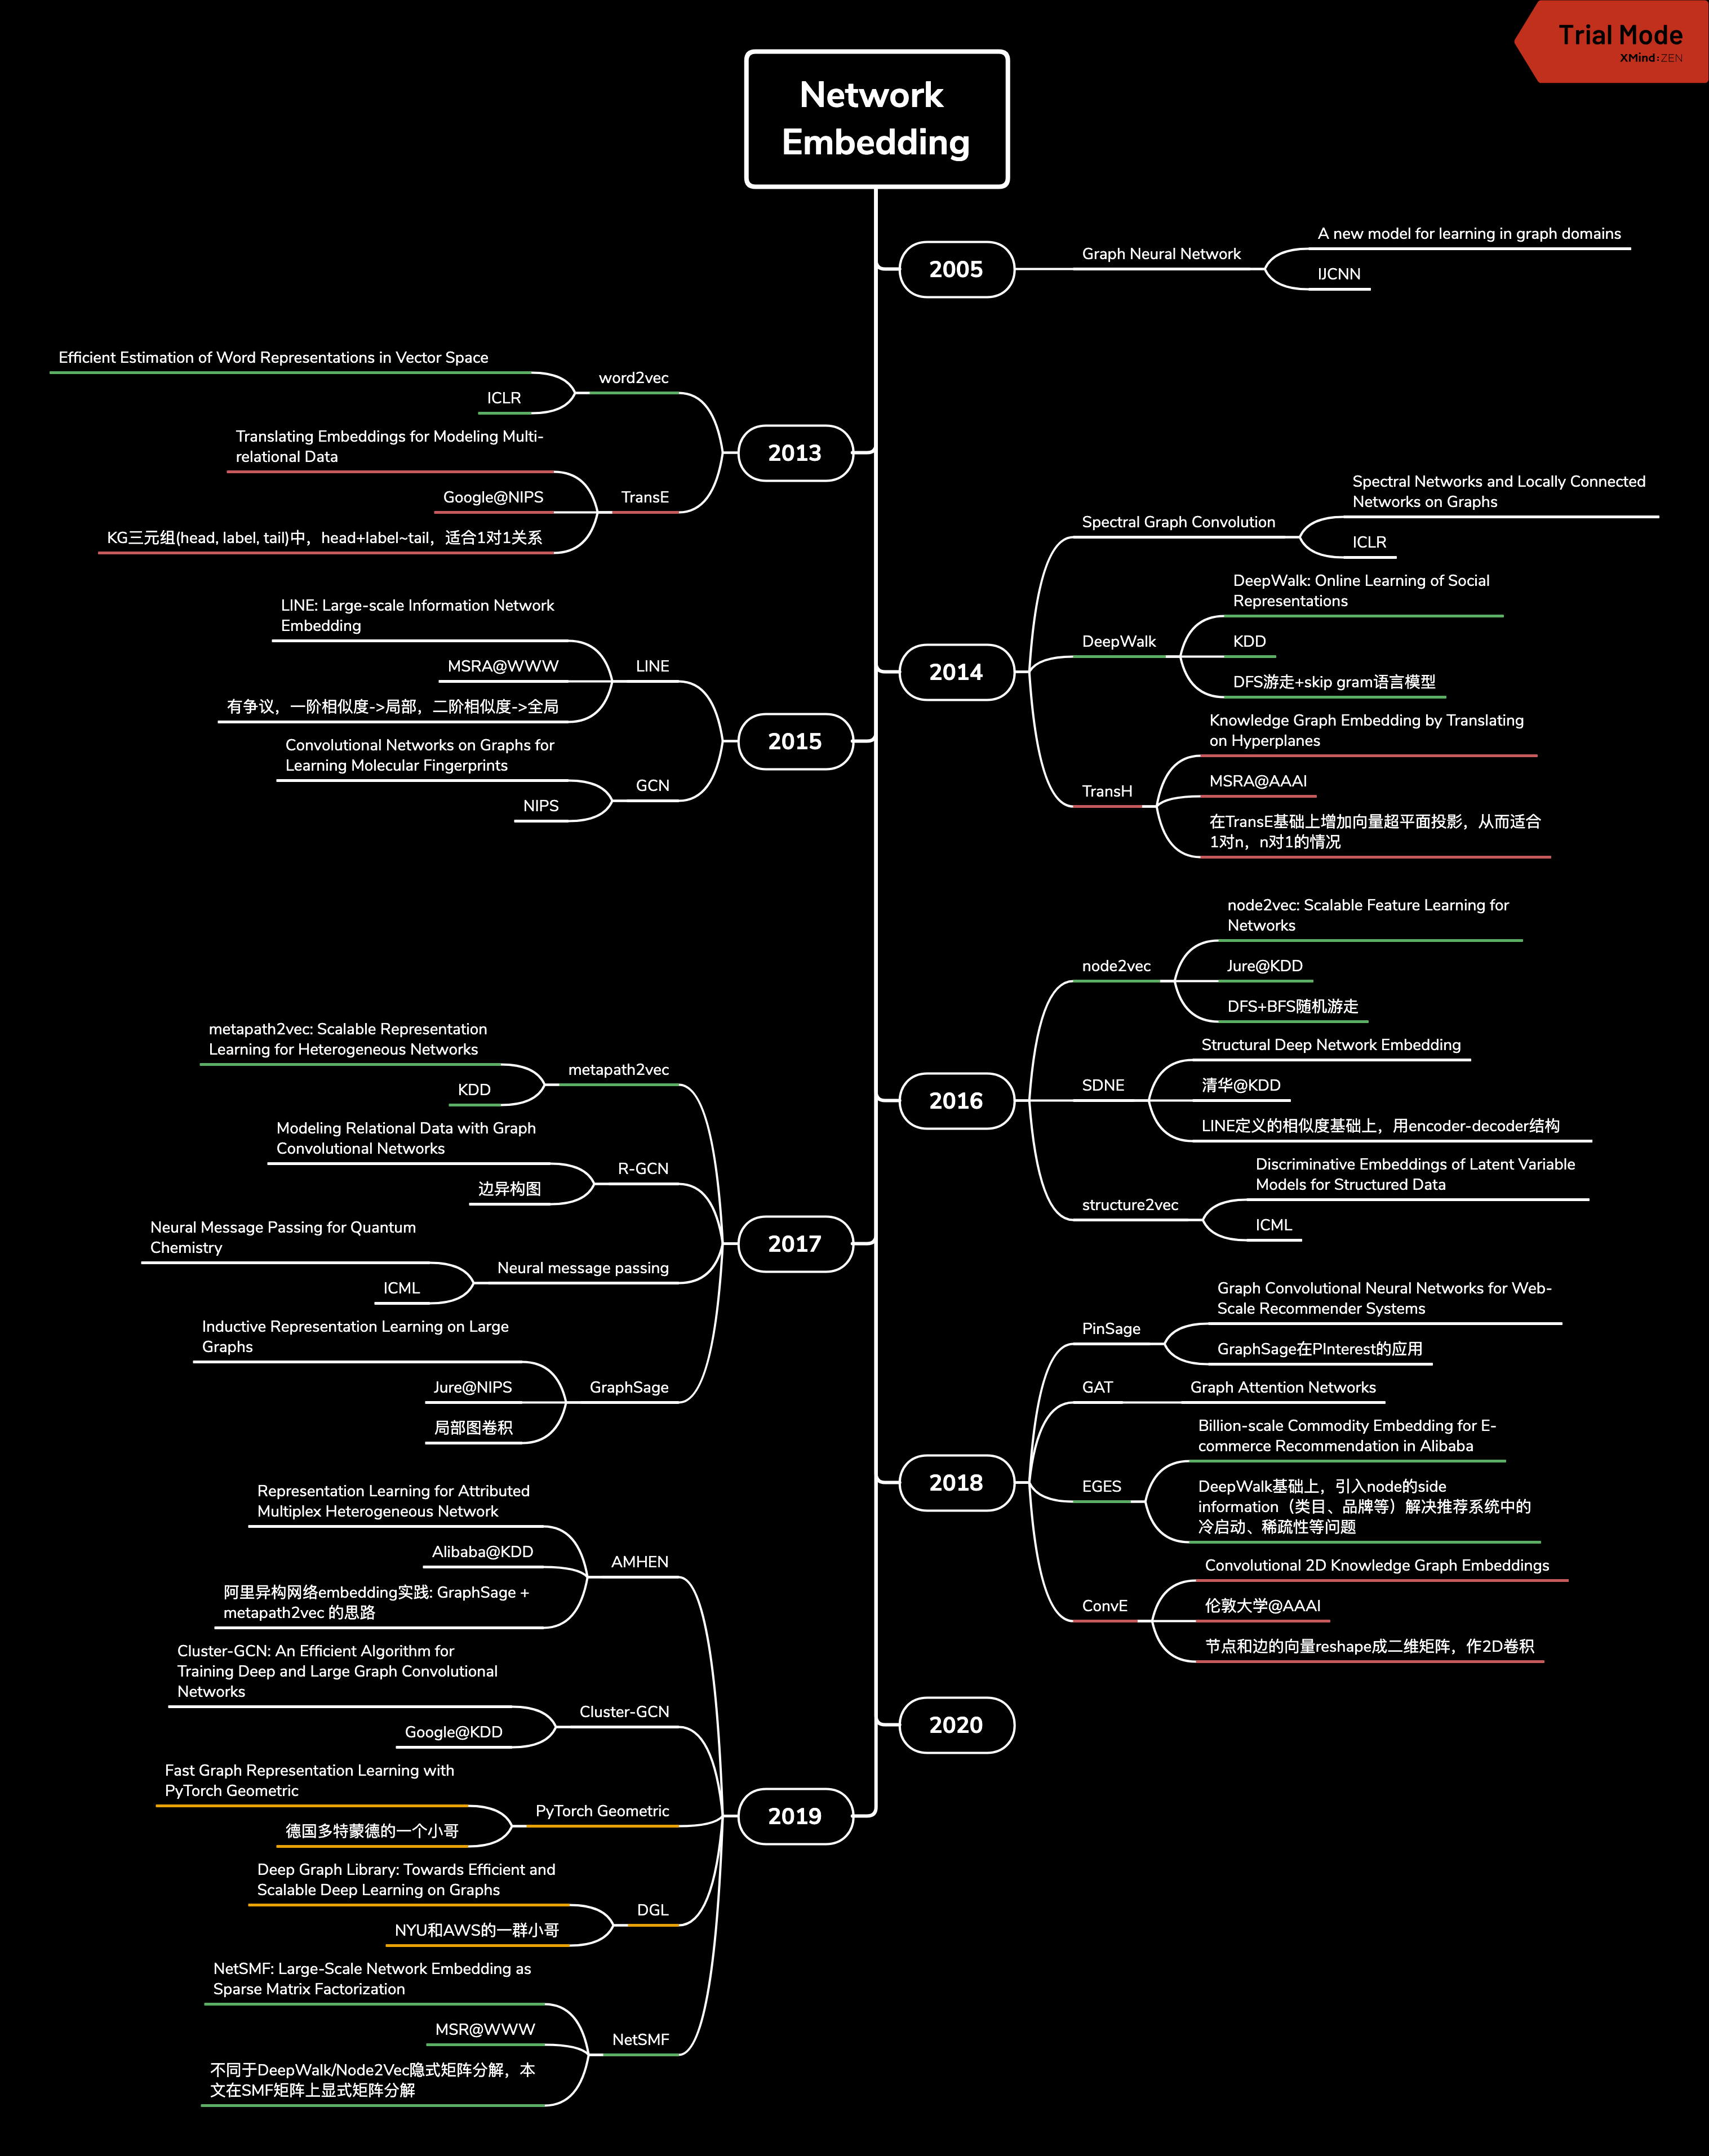 Trial Mode
XMind:ZEN
Network
Embedding
2005
Graph Neural Network
A new model for learning in graph domains
IJCNN
2013
word2vec
Efficient Estimation of Word Representations in Vector Space
ICLR
TransE
Translating Embeddings for Modeling Multi-
relational Data
Google@NIPS
KG三元组(head, label, tail)中，head+label~tail，适合1对1关系
2014
Spectral Graph Convolution
Spectral Networks and Locally Connected
Networks on Graphs
ICLR
DeepWalk
DeepWalk: Online Learning of Social
Representations
KDD
DFS游走+skip gram语言模型
TransH
Knowledge Graph Embedding by Translating
on Hyperplanes
MSRA@AAAI
在TransE基础上增加向量超平面投影，从而适合
1对n，n对1的情况
2015
LINE
LINE: Large-scale Information Network
Embedding
MSRA@WWW
有争议，一阶相似度->局部，二阶相似度->全局
GCN
Convolutional Networks on Graphs for
Learning Molecular Fingerprints
NIPS
2016
node2vec
node2vec: Scalable Feature Learning for
Networks
Jure@KDD
DFS+BFS随机游走
SDNE
Structural Deep Network Embedding
清华@KDD
LINE定义的相似度基础上，用encoder-decoder结构
structure2vec
Discriminative Embeddings of Latent Variable
Models for Structured Data
ICML
2017
metapath2vec
metapath2vec: Scalable Representation
Learning for Heterogeneous Networks
KDD
R-GCN
Modeling Relational Data with Graph
Convolutional Networks
边异构图
Neural message passing
Neural Message Passing for Quantum
Chemistry
ICML
GraphSage
Inductive Representation Learning on Large
Graphs
Jure@NIPS
局部图卷积
2018
PinSage
Graph Convolutional Neural Networks for Web-
Scale Recommender Systems
GraphSage在PInterest的应用
GAT
Graph Attention Networks
EGES
Billion-scale Commodity Embedding for E-
commerce Recommendation in Alibaba
DeepWalk基础上，引入node的side
information（类目、品牌等）解决推荐系统中的
冷启动、稀疏性等问题
ConvE
Convolutional 2D Knowledge Graph Embeddings
伦敦大学@AAAI
节点和边的向量reshape成二维矩阵，作2D卷积
2020
2019
AMHEN
Representation Learning for Attributed
Multiplex Heterogeneous Network
Alibaba@KDD
阿里异构网络embedding实践: GraphSage +
metapath2vec 的思路
Cluster-GCN
Cluster-GCN: An Efficient Algorithm for
Training Deep and Large Graph Convolutional
Networks
Google@KDD
PyTorch Geometric
Fast Graph Representation Learning with
PyTorch Geometric
德国多特蒙德的一个小哥
DGL
Deep Graph Library: Towards Efficient and
Scalable Deep Learning on Graphs
NYU和AWS的一群小哥
NetSMF
NetSMF: Large-Scale Network Embedding as
Sparse Matrix Factorization
MSR@WWW
不同于DeepWalk/Node2Vec隐式矩阵分解，本
文在SMF矩阵上显式矩阵分解